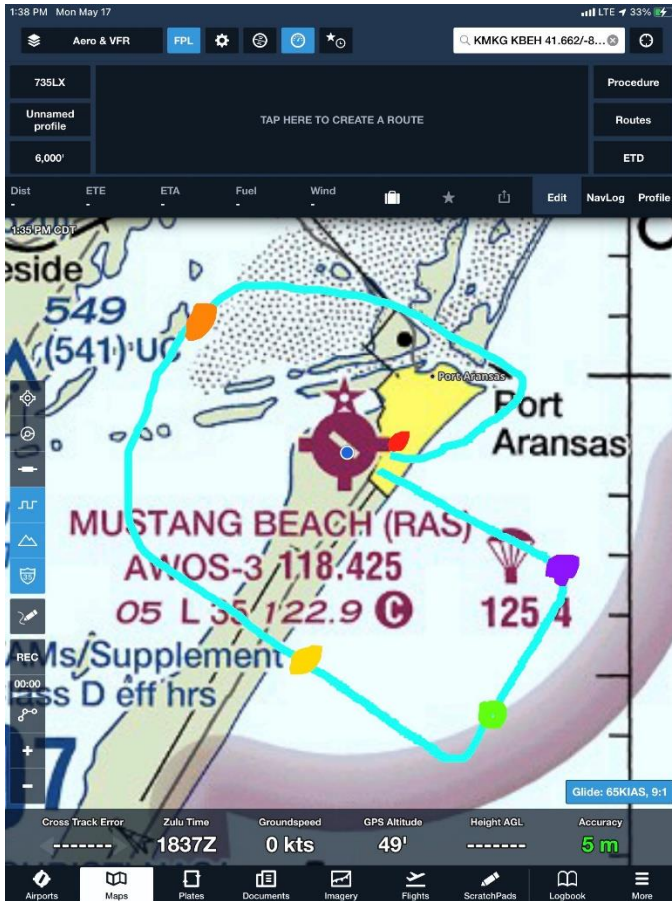 1:38 PM Mon May 17
LTE 33%
Aero & VFR
FPL
KMKG KBEH 41.662/-8...
735LX
Procedure
TAP HERE TO CREATE A ROUTE
Unnamed
profile
Routes
6,000'
ETD
Dist ETE ETA Fuel Wind
- - - - -
Edit NavLog Profile
1:35 PM CDT
eside
549
(541) UC
Port Aransas
Port
Aransas
MUSTANG BEACH (RAS)
AWOS-3 118.425
05 L 35 122.9 C
125.4
35
AMs/Supplement
ass D eff hrs
REC
00:00
07
+
-
Glide: 65KIAS, 9:1
Cross Track Error Zulu Time Groundspeed GPS Altitude Height AGL Accuracy
------- 1837Z 0 kts 49' ------- 5 m
Airports Maps Plates Documents Imagery Flights ScratchPads Logbook More